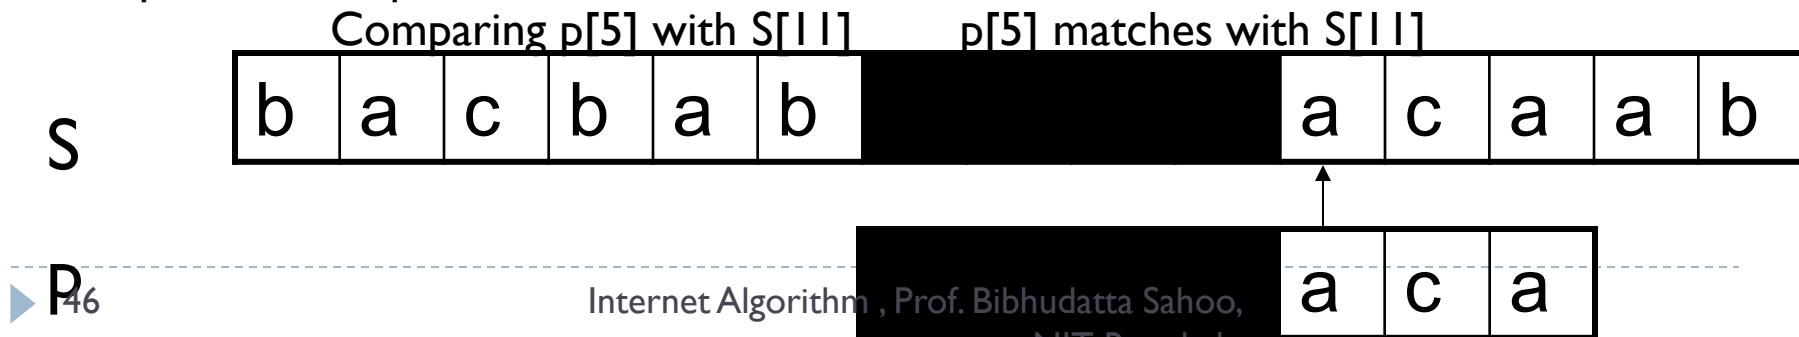 Comparing p[5] with S[11] p[5] matches with S[11]
S b a c b a b a c a a b
p a c a
46 Internet Algorithm , Prof. Bibhudatta Sahoo,